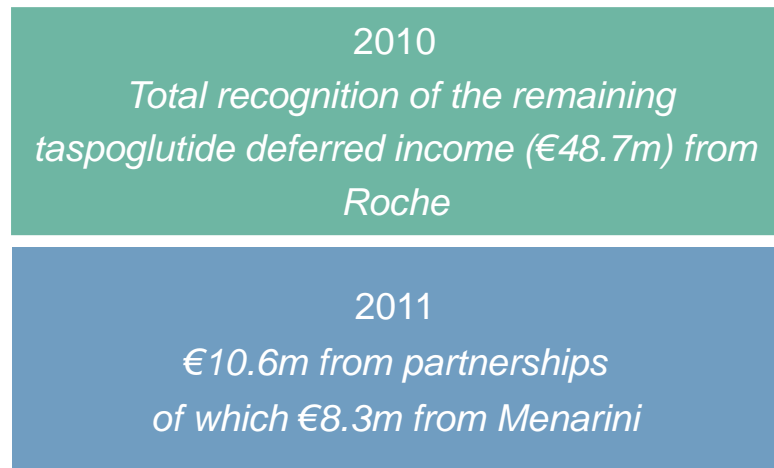 2010
Total recognition of the remaining
taspoglutide deferred income (€48.7m) from
Roche
2011
€10.6m from partnerships
of which €8.3m from Menarini